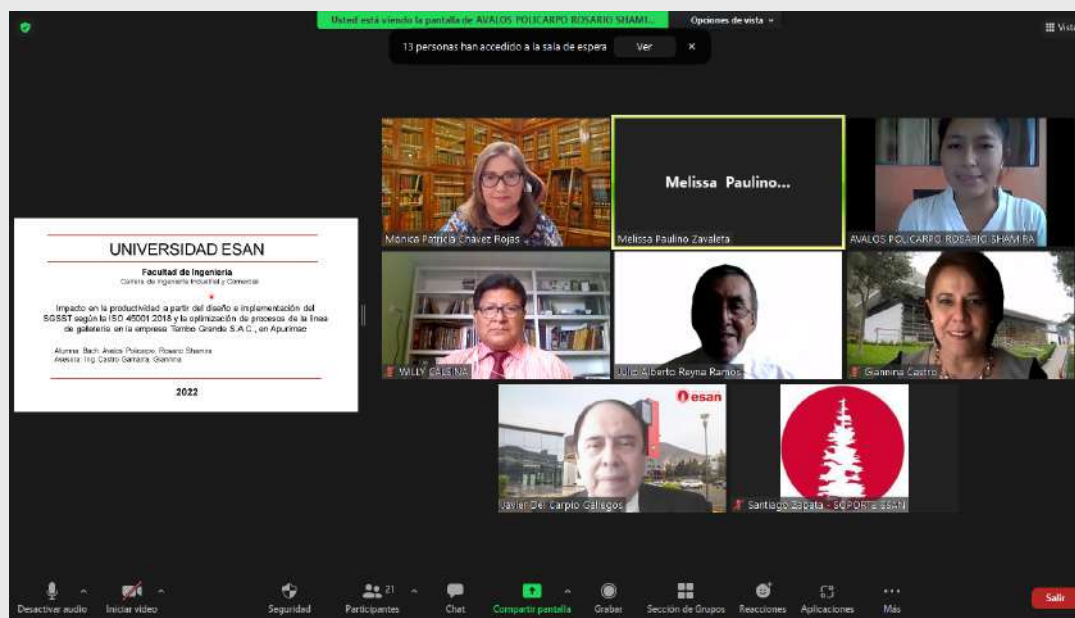 Usted está viendo la pantalla de AVALOS POLICARPO ROSARIO SHAMI...
Opciones de vista
Vista
13 personas han accedido a la sala de espera
Ver
Mónica Patricia Chávez Rojas
Melissa Paulino...
Melissa Paulino Zavaleta
AVALOS POLICARPO ROSARIO SHAMIRA
UNIVERSIDAD ESAN
Facultad de Ingeniería
Carrera de Ingeniería Industrial y Comercial
Impacto en la productividad a partir del diseño e implementación del
SGSST según la ISO 45001:2018 y la optimización de procesos de la línea
de galletería en la empresa Tambo Grande S.A.C., en Apurímac
Alumna: Bach. Avalos Policarpo, Rosario Shamira
Asesora: Ing. Castro Gamarra, Giannina
2022
WILLY CALSINA
Julio Alberto Reyna Ramos
Giannina Castro
esan
Javier Del Carpio Gallegos
Santiago Zapata - SOPORTE ESAN
Desactivar audio
Iniciar video
Seguridad
21
Participantes
Chat
Compartir pantalla
Grabar
Sección de Grupos
Reacciones
Aplicaciones
Más
Salir